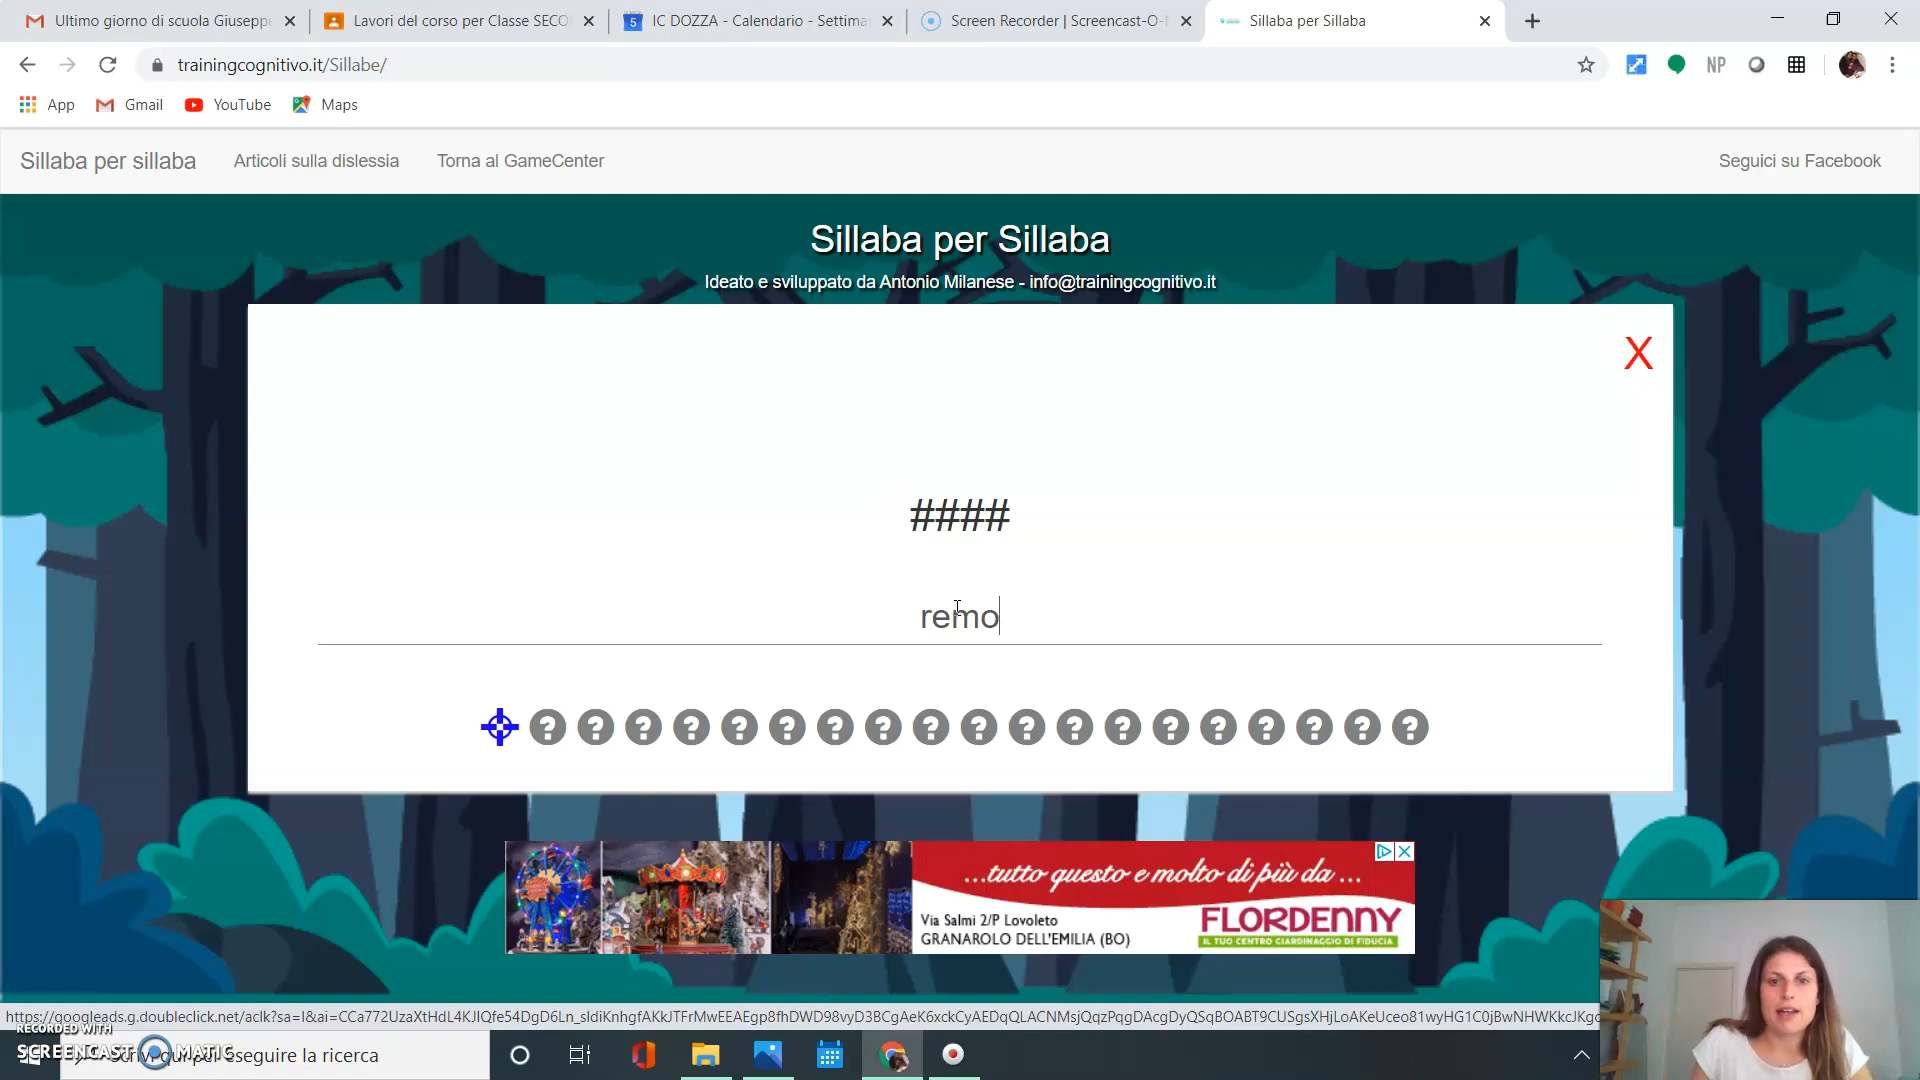 Ultimo giorno di scuola Giusepp
Lavori del corso per Classe SECO
IC DOZZA - Calendario - Settima
Screen Recorder | Screencast-O-
Sillaba per Sillaba
trainingcognitivo.it/Sillabe/
NP
App
Gmail
YouTube
Maps
Sillaba per sillaba
Articoli sulla dislessia
Torna al GameCenter
Seguici su Facebook
Sillaba per Sillaba
Ideato e sviluppato da Antonio Milanese - info@trainingcognitivo.it
X
####
remo
...tutto questo e molto di più da ...
Via Salmi 2/P Lovoleto
GRANAROLO DELL'EMILIA (BO)
FLORDENNY
IL TUO CENTRO GIARDINAGGIO DI FIDUCIA
RECORDED WITH
SCREENCAST MATIC
Scrivi qui per eseguire la ricerca